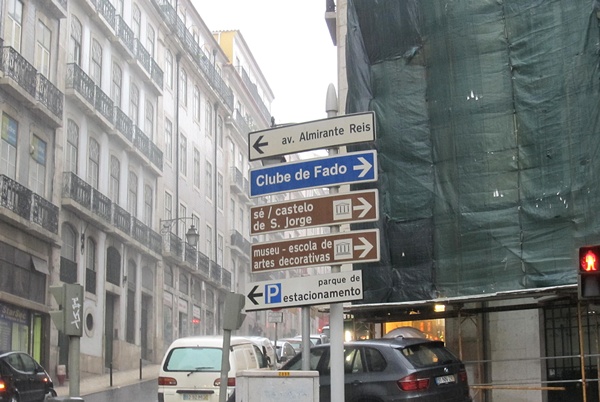 av. Almirante Reis
Clube de Fado
sé / castelo
de S. Jorge
museu - escola de
artes decorativas
P
parque de
estacionamento